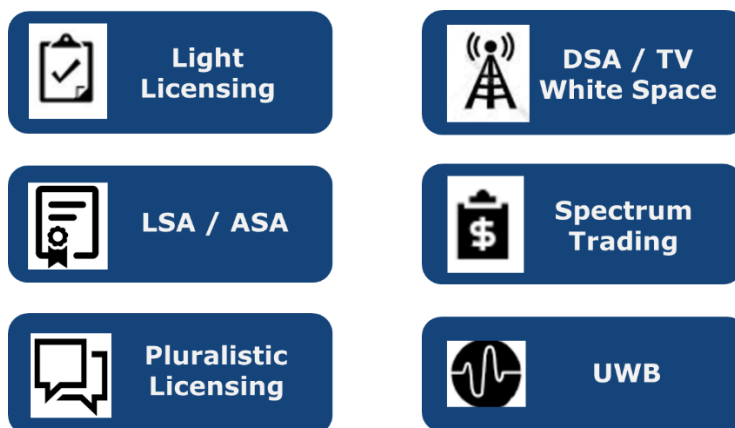 Light
Licensing
DSA / TV
White Space
LSA / ASA
$
Spectrum
Trading
Pluralistic
Licensing
UWB